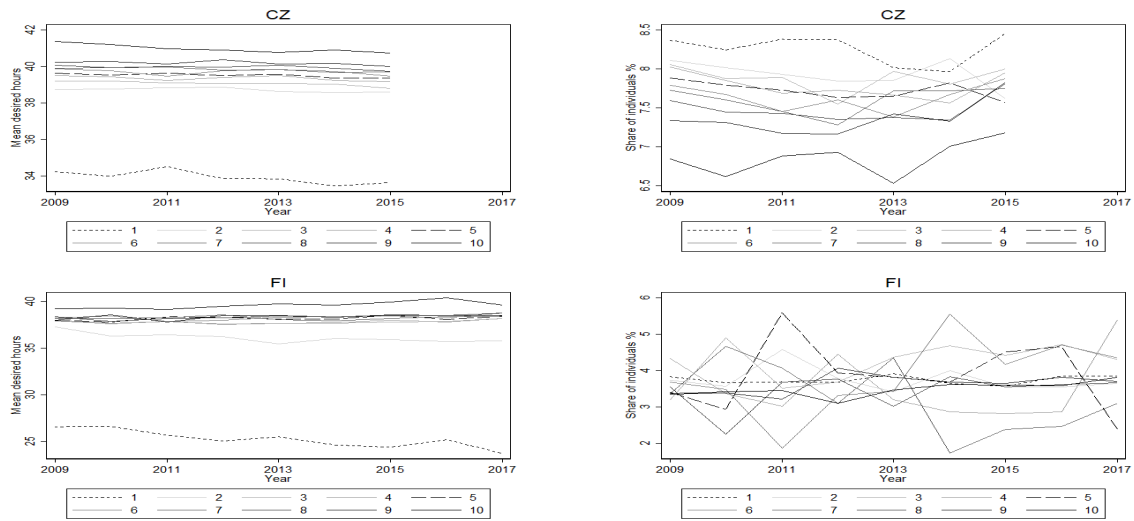 CZ
Mean desired hours
42
40
38
36
34
2009 2011 2013 2015 2017
Year
1 2 3 4 5
6 7 8 9 10
CZ
Share of individuals %
8.5
8
7.5
7
6.5
2009 2011 2013 2015 2017
Year
1 2 3 4 5
6 7 8 9 10
FI
Mean desired hours
40
35
30
25
2009 2011 2013 2015 2017
Year
1 2 3 4 5
6 7 8 9 10
FI
Share of individuals %
6
5
4
3
2
2009 2011 2013 2015 2017
Year
1 2 3 4 5
6 7 8 9 10